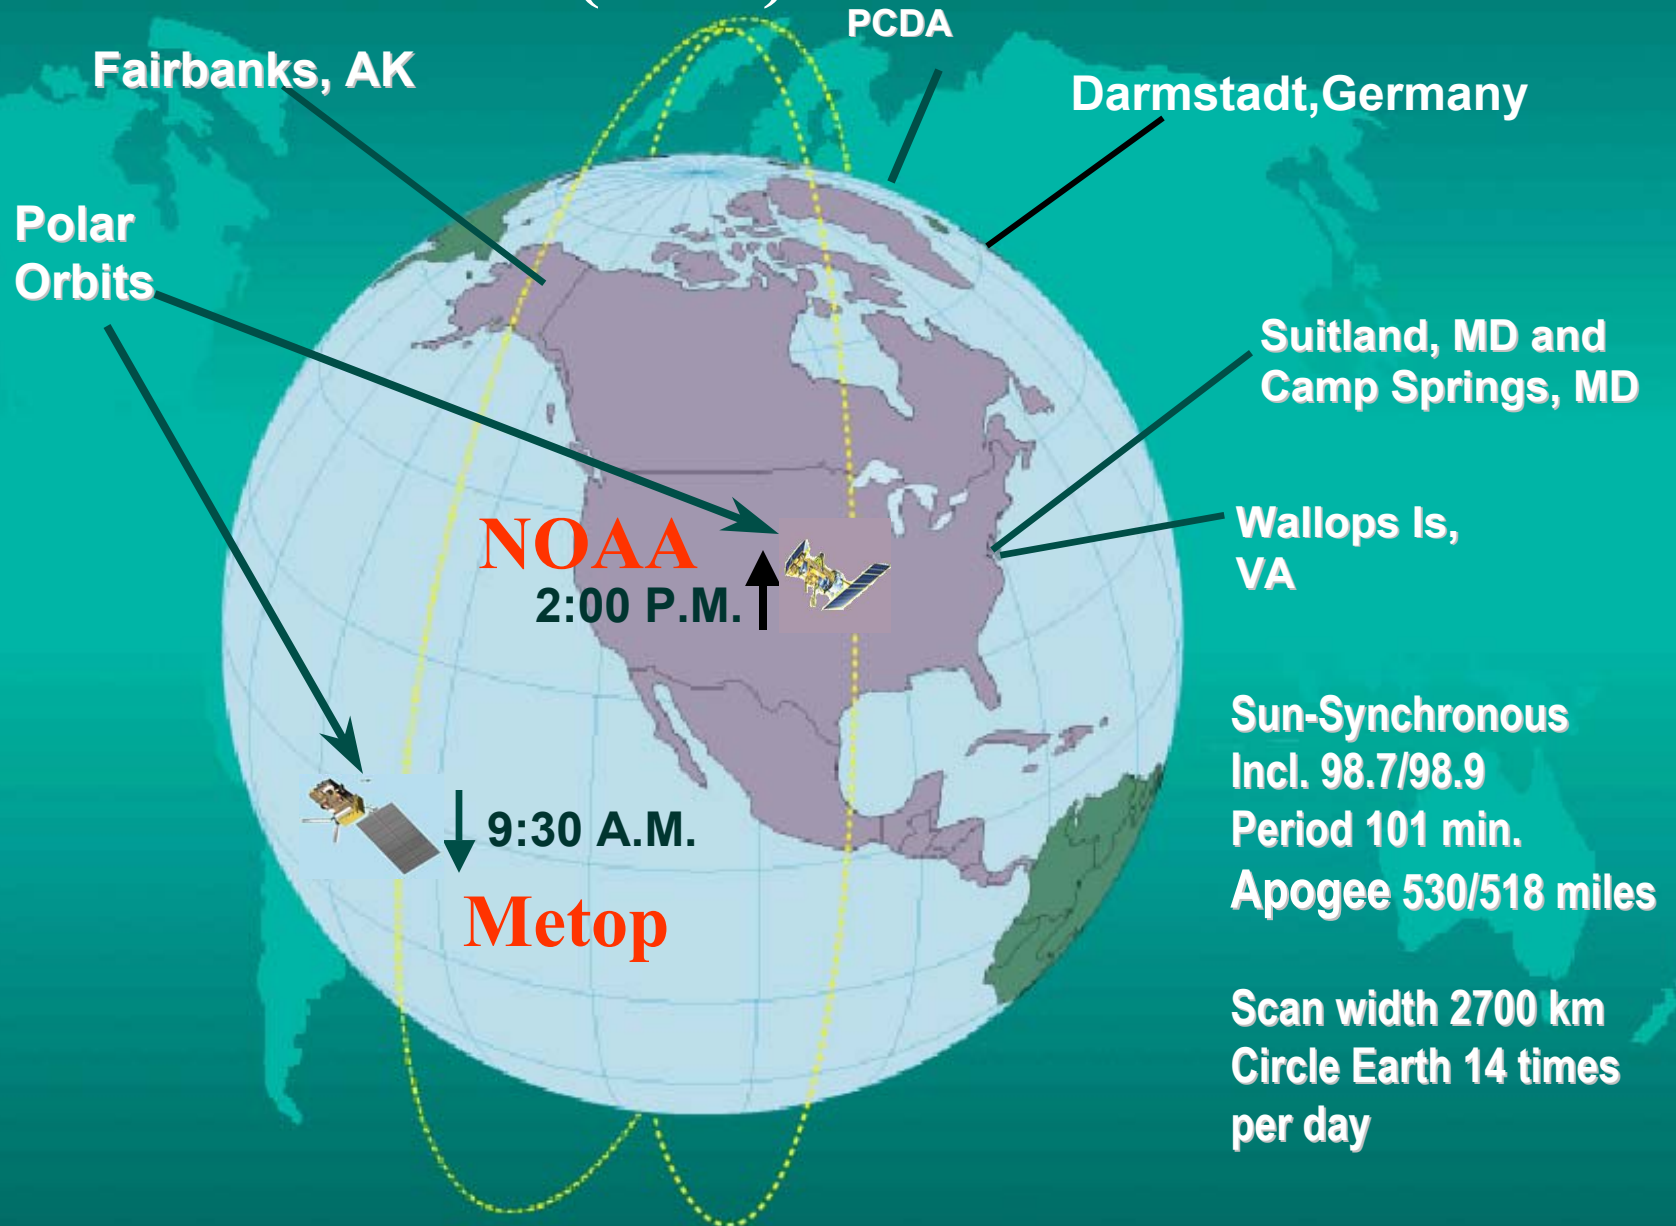 PCDA
Fairbanks, AK
Darmstadt,Germany
Polar
Orbits
Suitland, MD and
Camp Springs, MD
NOAA
2:00 P.M.
Wallops Is,
VA
Sun-Synchronous
Incl. 98.7/98.9
Period 101 min.
Apogee 530/518 miles
9:30 A.M.
Metop
Scan width 2700 km
Circle Earth 14 times
per day